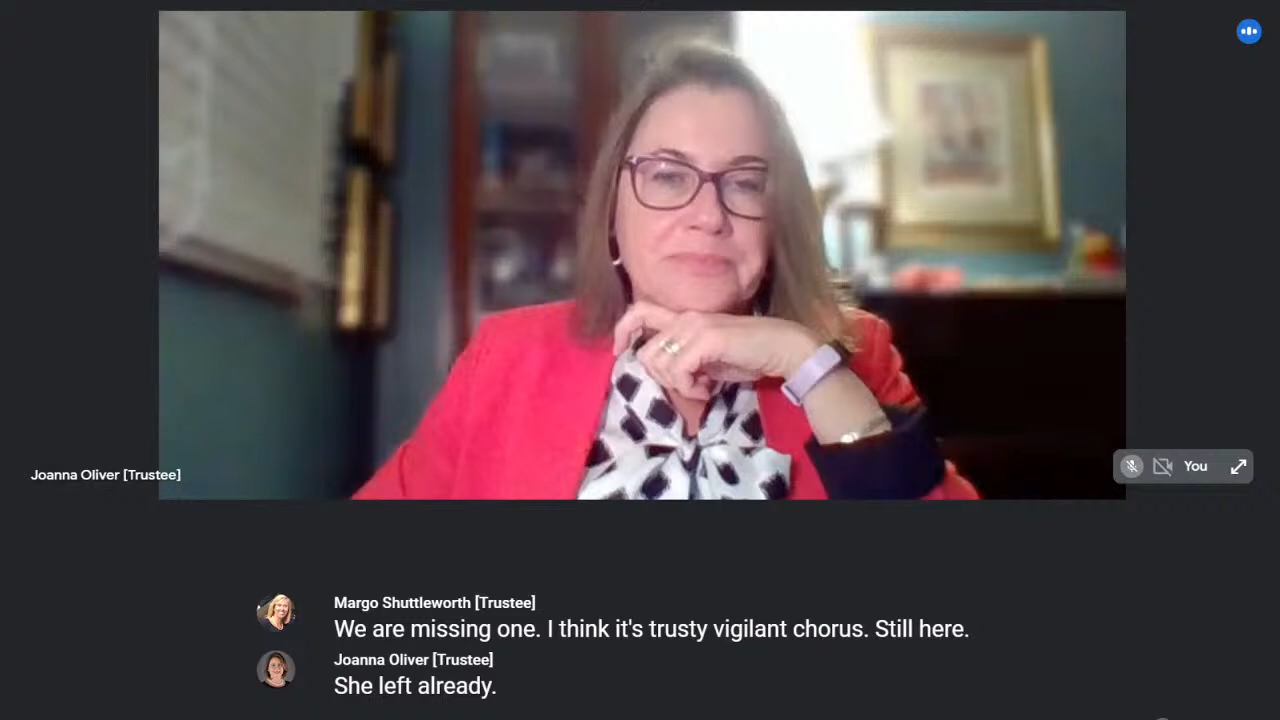 Joanna Oliver [Trustee]
You
Margo Shuttleworth [Trustee]
We are missing one. I think it's trusty vigilant chorus. Still here.
Joanna Oliver [Trustee]
She left already.